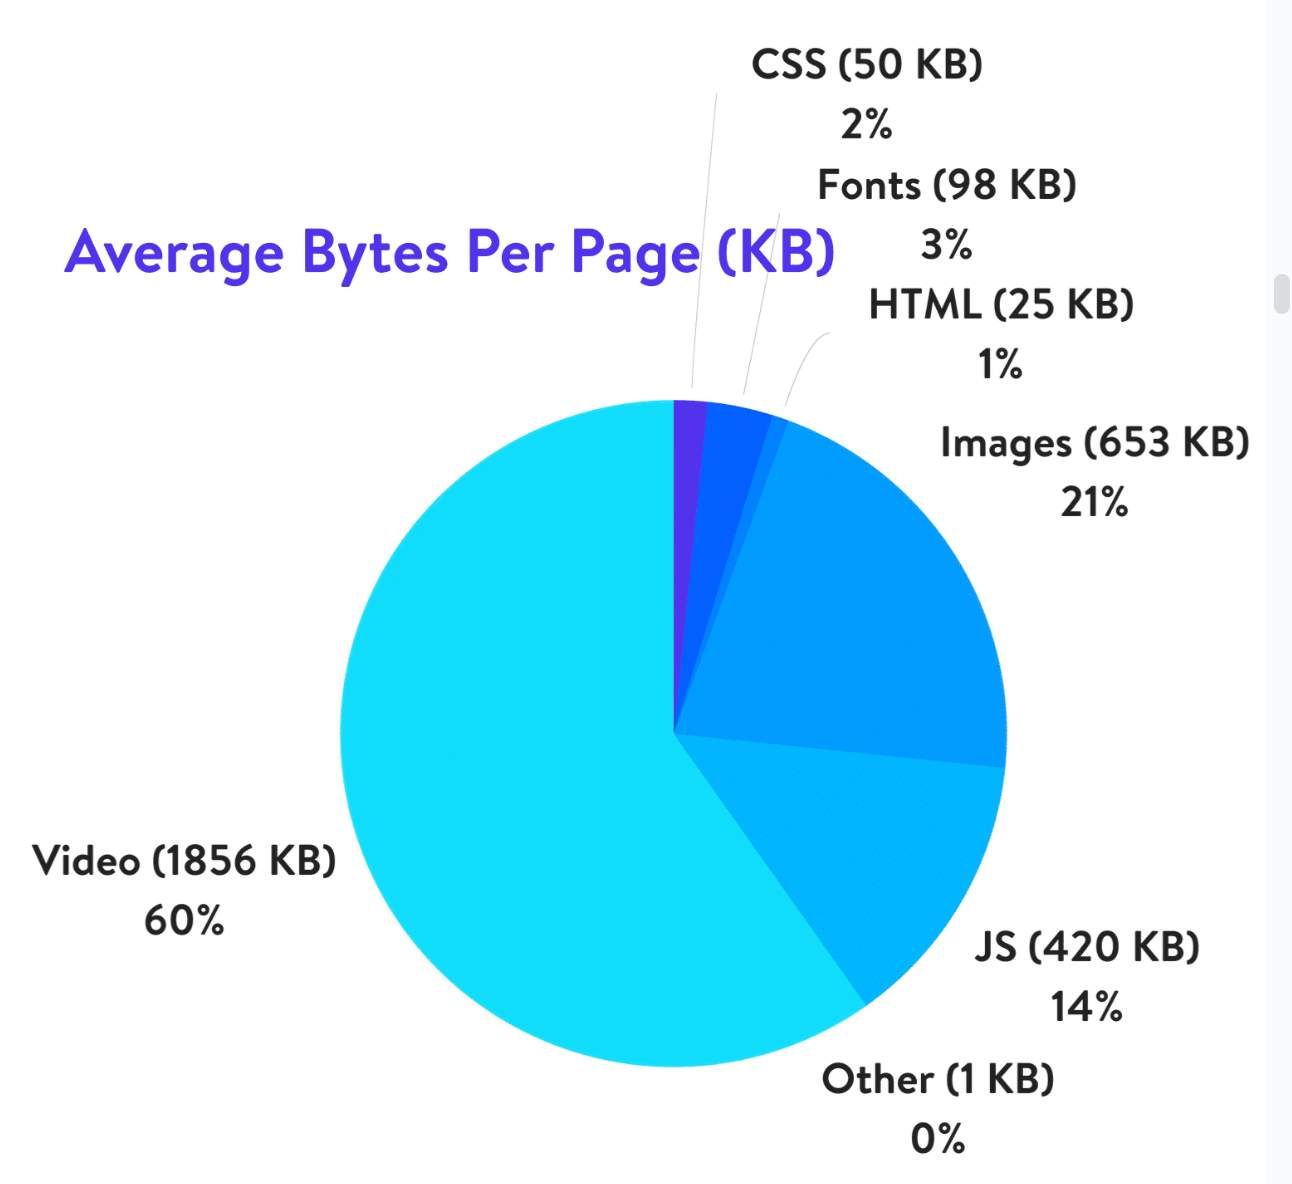 CSS (50 KB)
2%
Fonts (98 KB)
3%
Average Bytes Per Page (KB)
HTML (25 KB)
1%
Images (653 KB)
21%
Video (1856 KB)
60%
JS (420 KB)
14%
Other (1 KB)
0%